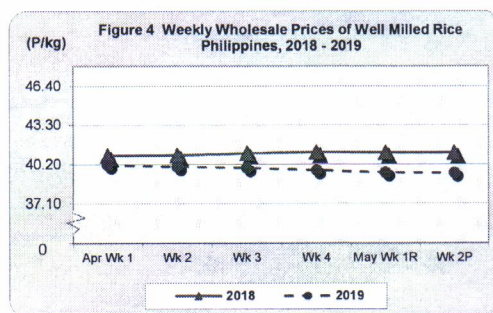 Figure 4 Weekly Wholesale Prices of Well Milled Rice
(P/kg)
Philippines, 2018 - 2019
46.40
43.30
40.20
37.10
0
Apr Wk 1 Wk 2 Wk 3 Wk 4 May Wk 1R Wk 2P
2018 2019